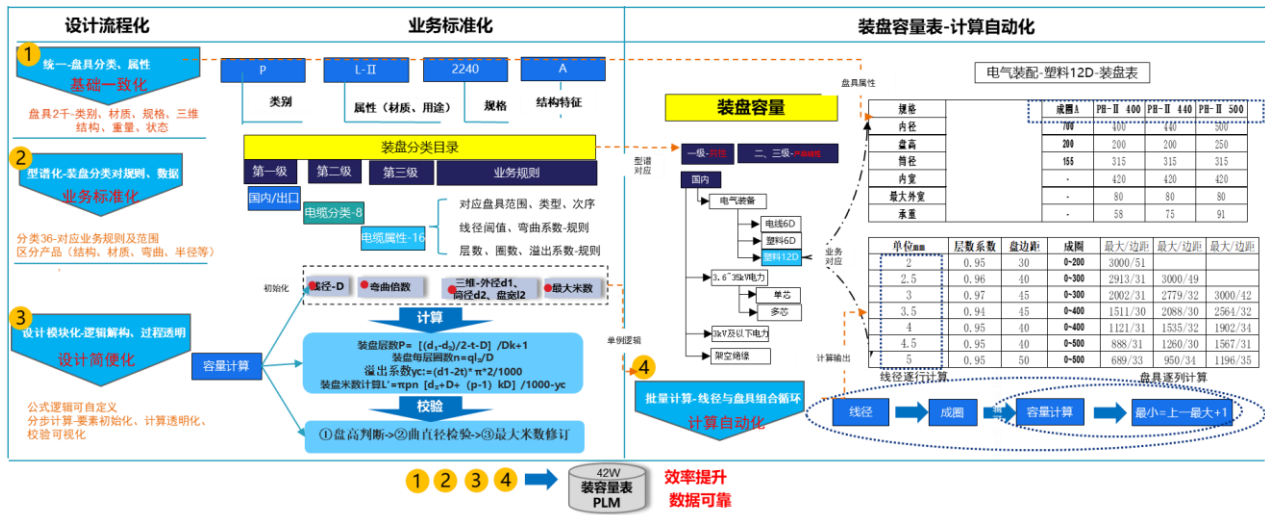 设计流程化
业务标准化
装盘容量表-计算自动化
1
统一-盘具分类、属性
基础一致化
盘具2千-类别、材质、规格、三维
结构、重量、状态
P
L-II
2240
A
类别
属性（材质、用途）
规格
结构特征
2
型谱化-装盘分类对规则、数据
业务标准化
分类36-对应业务规则及范围
区分产品（结构、材质、弯曲、半径等）
装盘分类目录
第一级
第二级
第三级
业务规则
国内/出口
电缆分类-8
电缆属性-16
对应盘具范围、类型、次序
线径阈值、弯曲系数-规则
层数、圈数、溢出系数-规则
3
设计模块化-逻辑解构、过程透明
设计简便化
公式逻辑可自定义
分步计算-要素初始化、计算透明化、
校验可视化
容量计算
初始化
线径-D
弯曲倍数
三维-外径d1、
筒径d2、盘宽l2
最大米数
计算
装盘层数P= [(d₁-d₂)/2-t-D] /Dk+1
装盘每层圈数n=ql₂/D
溢出系数yc:=(d1-2t)*π*2/1000
装盘米数计算L'=πpn [d₂+D+ (p-1) kD] /1000-yc
校验
①盘高判断->②曲直径检验->③最大米数修订
型谱
对应
单例逻辑
盘具属性
业务
对应
计算输出
装盘容量
一级-
二、三级-
国内
电气装备
电线6D
塑料6D
塑料12D
3.6~35kV电力
单芯
多芯
1kV及以下电力
架空绝缘
4
批量计算-线径与盘具组合循环
计算自动化
电气装配-塑料12D-装盘表
规格 成圈A PH-Ⅱ 400 PH-Ⅱ 440 PH-Ⅱ 500
内径 700 400 440 500
盘高 200 200 200 250
筒径 155 315 315 315
内宽 - 420 420 420
最大外宽 - 80 80 80
承重 - 58 75 91
单位mm 层数系数 盘边距 成圈 最大/边距 最大/边距 最大/边距
2 0.95 30 0~200 3000/51
2.5 0.96 40 0~300 2913/31 3000/49
3 0.97 45 0~300 2002/31 2779/32 3000/42
3.5 0.94 45 0~400 1511/30 2088/30 2564/32
4 0.95 40 0~400 1121/31 1535/32 1902/34
4.5 0.95 40 0~500 888/31 1260/30 1567/31
5 0.95 50 0~500 689/33 950/34 1196/35
线径逐行计算
盘具逐列计算
线径
成圈
容量计算
最小=上一最大+1
1
2
3
4
42W
装容量表
PLM
效率提升
数据可靠